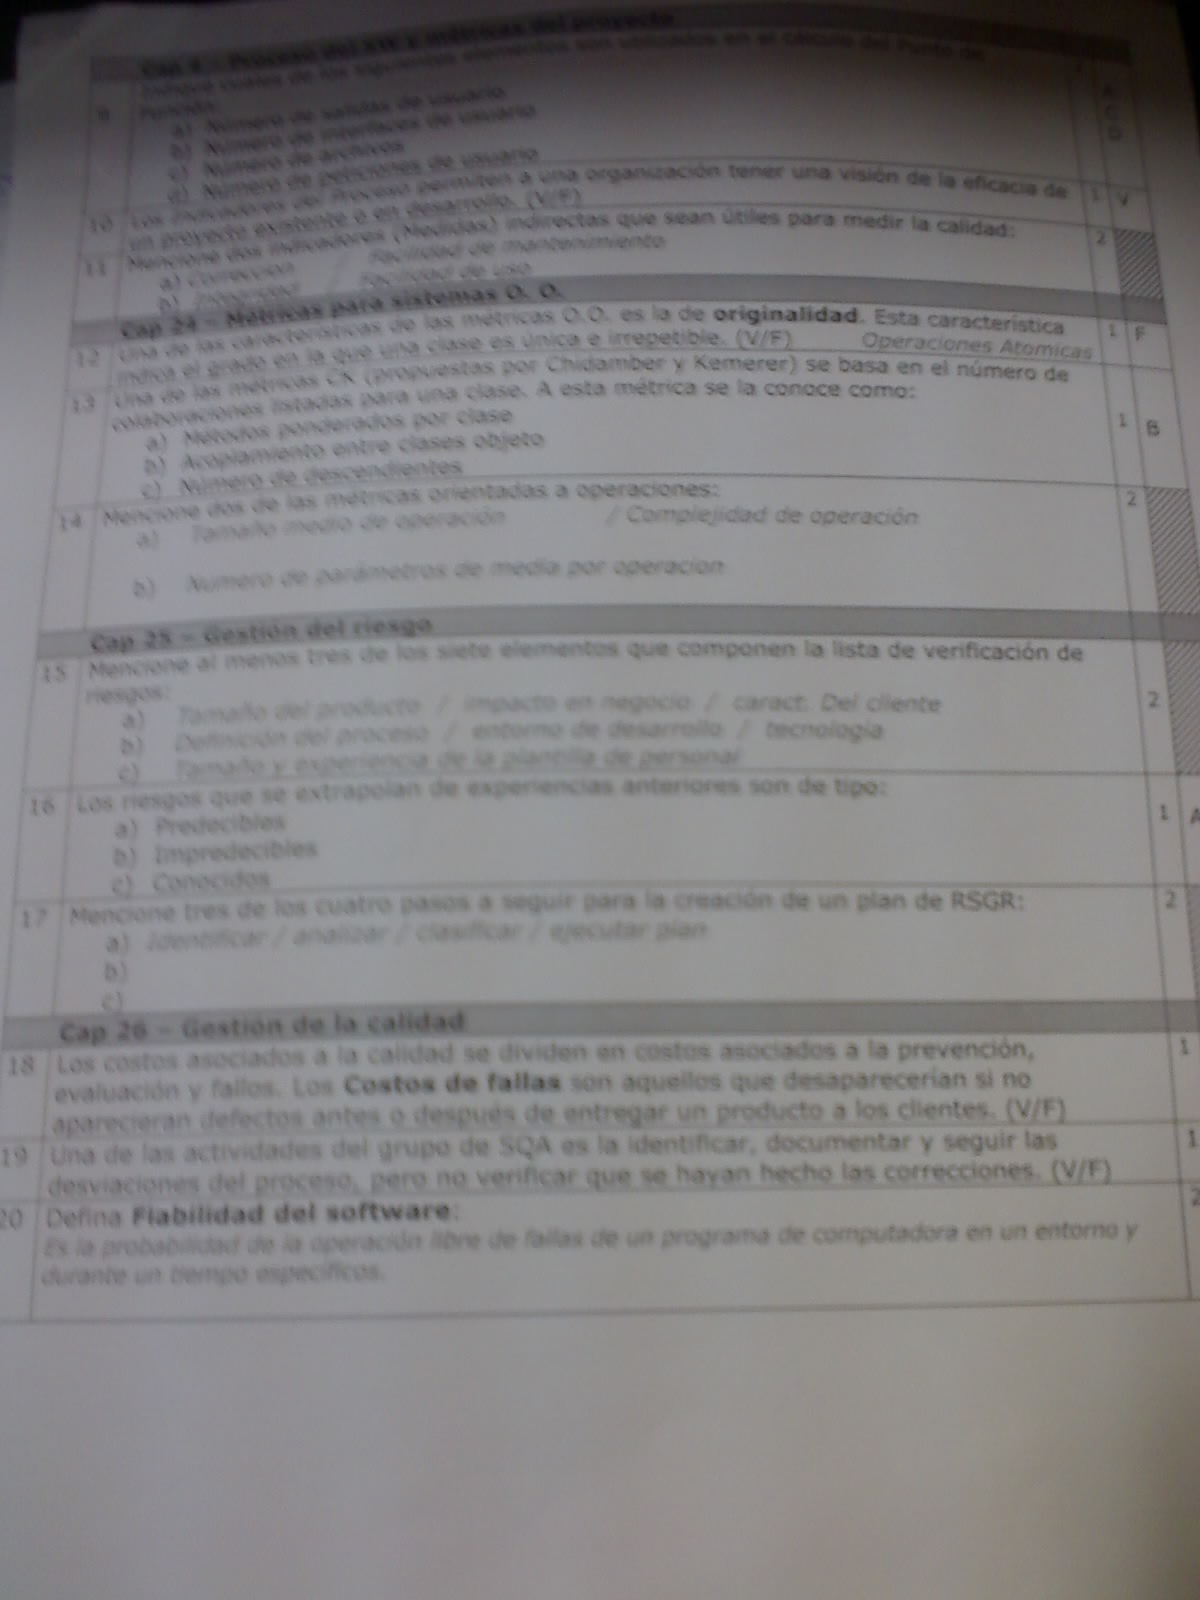 Cap 4 - Proceso del SW y métricas del proyecto
Indique cuales de los siguientes elementos son utilizados en el cálculo del Punto de
9 Función:
a) Número de salidas de usuario A
b) Número de interfaces de usuario C
c) Número de archivos D
d) Número de peticiones de usuario
10 Los Indicadores del Proceso permiten a una organización tener una visión de la eficacia de 1 V
un proyecto existente o en desarrollo. (V/F)
11 Mencione dos indicadores (Medidas) indirectas que sean útiles para medir la calidad: 2
a) Corrección / Facilidad de mantenimiento
b) Integridad / Facilidad de uso
Cap 24 - Métricas para sistemas O. O.
12 Una de las características de las métricas O.O. es la de originalidad. Esta característica 1 F
indica el grado en la que una clase es única e irrepetible. (V/F) Operaciones Atomicas
13 Una de las métricas CK (propuestas por Chidamber y Kemerer) se basa en el número de
colaboraciones listadas para una clase. A esta métrica se la conoce como: 1 B
a) Métodos ponderados por clase
b) Acoplamiento entre clases objeto
c) Número de descendientes
14 Mencione dos de las métricas orientadas a operaciones: 2
a) Tamaño medio de operación / Complejidad de operación
b) Numero de parámetros de media por operacion
Cap 25 - Gestión del riesgo
15 Mencione al menos tres de los siete elementos que componen la lista de verificación de
riesgos: 2
a) Tamaño del producto / impacto en negocio / caract. Del cliente
b) Definición del proceso / entorno de desarrollo / tecnología
c) Tamaño y experiencia de la plantilla de personal
16 Los riesgos que se extrapolan de experiencias anteriores son de tipo: 1 A
a) Predecibles
b) Impredecibles
c) Conocidos
17 Mencione tres de los cuatro pasos a seguir para la creación de un plan de RSGR: 2
a) Identificar / analizar / clasificar / ejecutar plan
b)
c)
Cap 26 - Gestión de la calidad
18 Los costos asociados a la calidad se dividen en costos asociados a la prevención, 1
evaluación y fallos. Los Costos de fallas son aquellos que desaparecerían si no
aparecieran defectos antes o después de entregar un producto a los clientes. (V/F)
19 Una de las actividades del grupo de SQA es la identificar, documentar y seguir las 1
desviaciones del proceso, pero no verificar que se hayan hecho las correcciones. (V/F)
20 Defina Fiabilidad del software: 2
Es la probabilidad de la operación libre de fallas de un programa de computadora en un entorno y
durante un tiempo específicos.